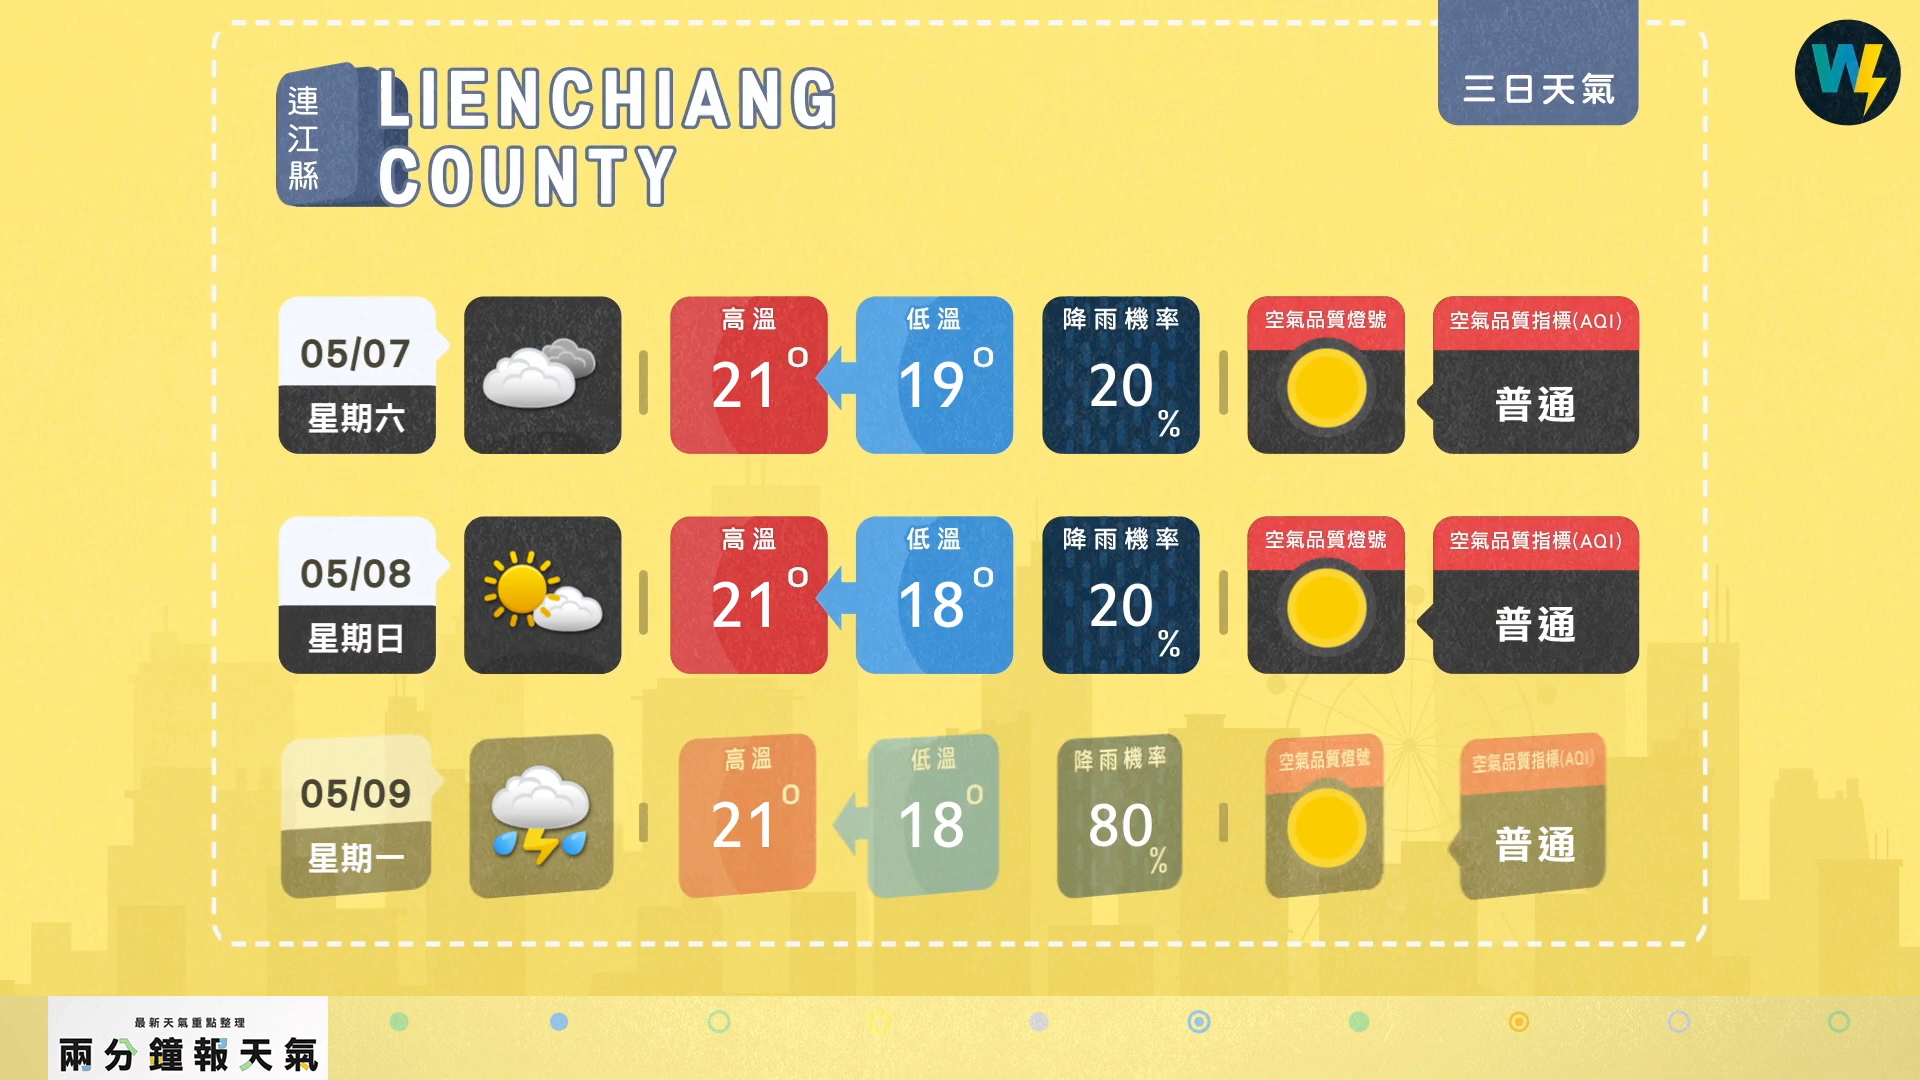 連江縣
LIENCHIANG
COUNTY
三日天氣
W
05/07
星期六
高溫
21°
低溫
19°
降雨機率
20%
空氣品質燈號
空氣品質指標(AQI)
普通
05/08
星期日
高溫
21°
低溫
18°
降雨機率
20%
空氣品質燈號
空氣品質指標(AQI)
普通
05/09
星期一
高溫
21°
低溫
18°
降雨機率
80%
空氣品質燈號
空氣品質指標(AQI)
普通
最新天氣重點整理
兩分鐘報天氣